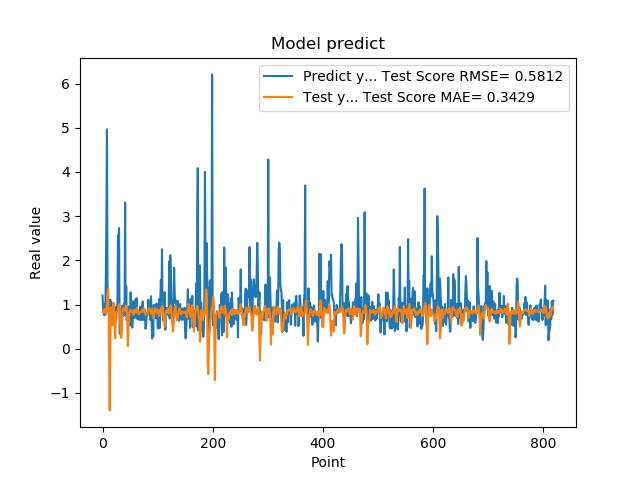 Model predict
Predict y... Test Score RMSE= 0.5812
Test y... Test Score MAE= 0.3429
Real value
6
5
4
3
2
1
0
−1
0 200 400 600 800
Point